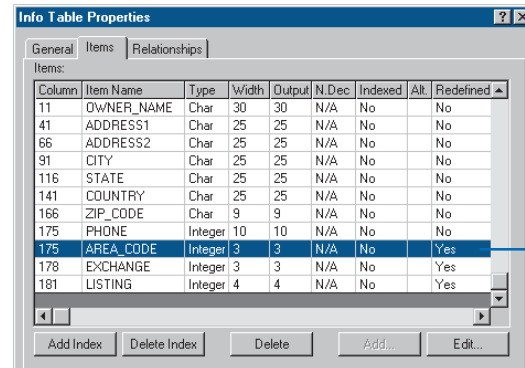 Info Table Properties ? ×
General Items Relationships
Items:
Column Item Name Type Width Output N.Dec Indexed Alt. Redefined
11 OWNER_NAME Char 30 30 N/A No No
41 ADDRESS1 Char 25 25 N/A No No
66 ADDRESS2 Char 25 25 N/A No No
91 CITY Char 25 25 N/A No No
116 STATE Char 25 25 N/A No No
141 COUNTRY Char 25 25 N/A No No
166 ZIP_CODE Char 9 9 N/A No No
175 PHONE Integer 10 10 N/A No No
175 AREA_CODE Integer 3 3 N/A No Yes
178 EXCHANGE Integer 3 3 N/A No Yes
181 LISTING Integer 4 4 N/A No Yes
Add Index Delete Index Delete Add... Edit...